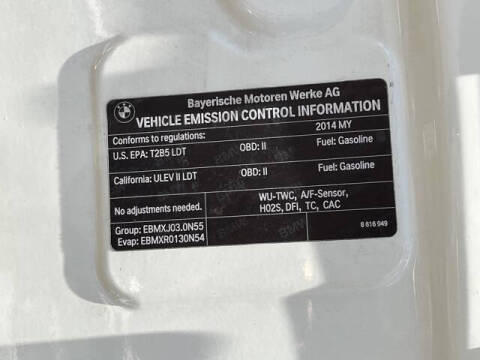 Bayerische Motoren Werke AG
VEHICLE EMISSION CONTROL INFORMATION
Conforms to regulations: 2014 MY
U.S. EPA: T2B5 LDT OBD: II Fuel: Gasoline
California: ULEV II LDT OBD: II Fuel: Gasoline
No adjustments needed. WU-TWC, A/F-Sensor,
H02S, DFI, TC, CAC
Group: EBMXJ03.0N55
Evap: EBMXR0130N54
8 616 949